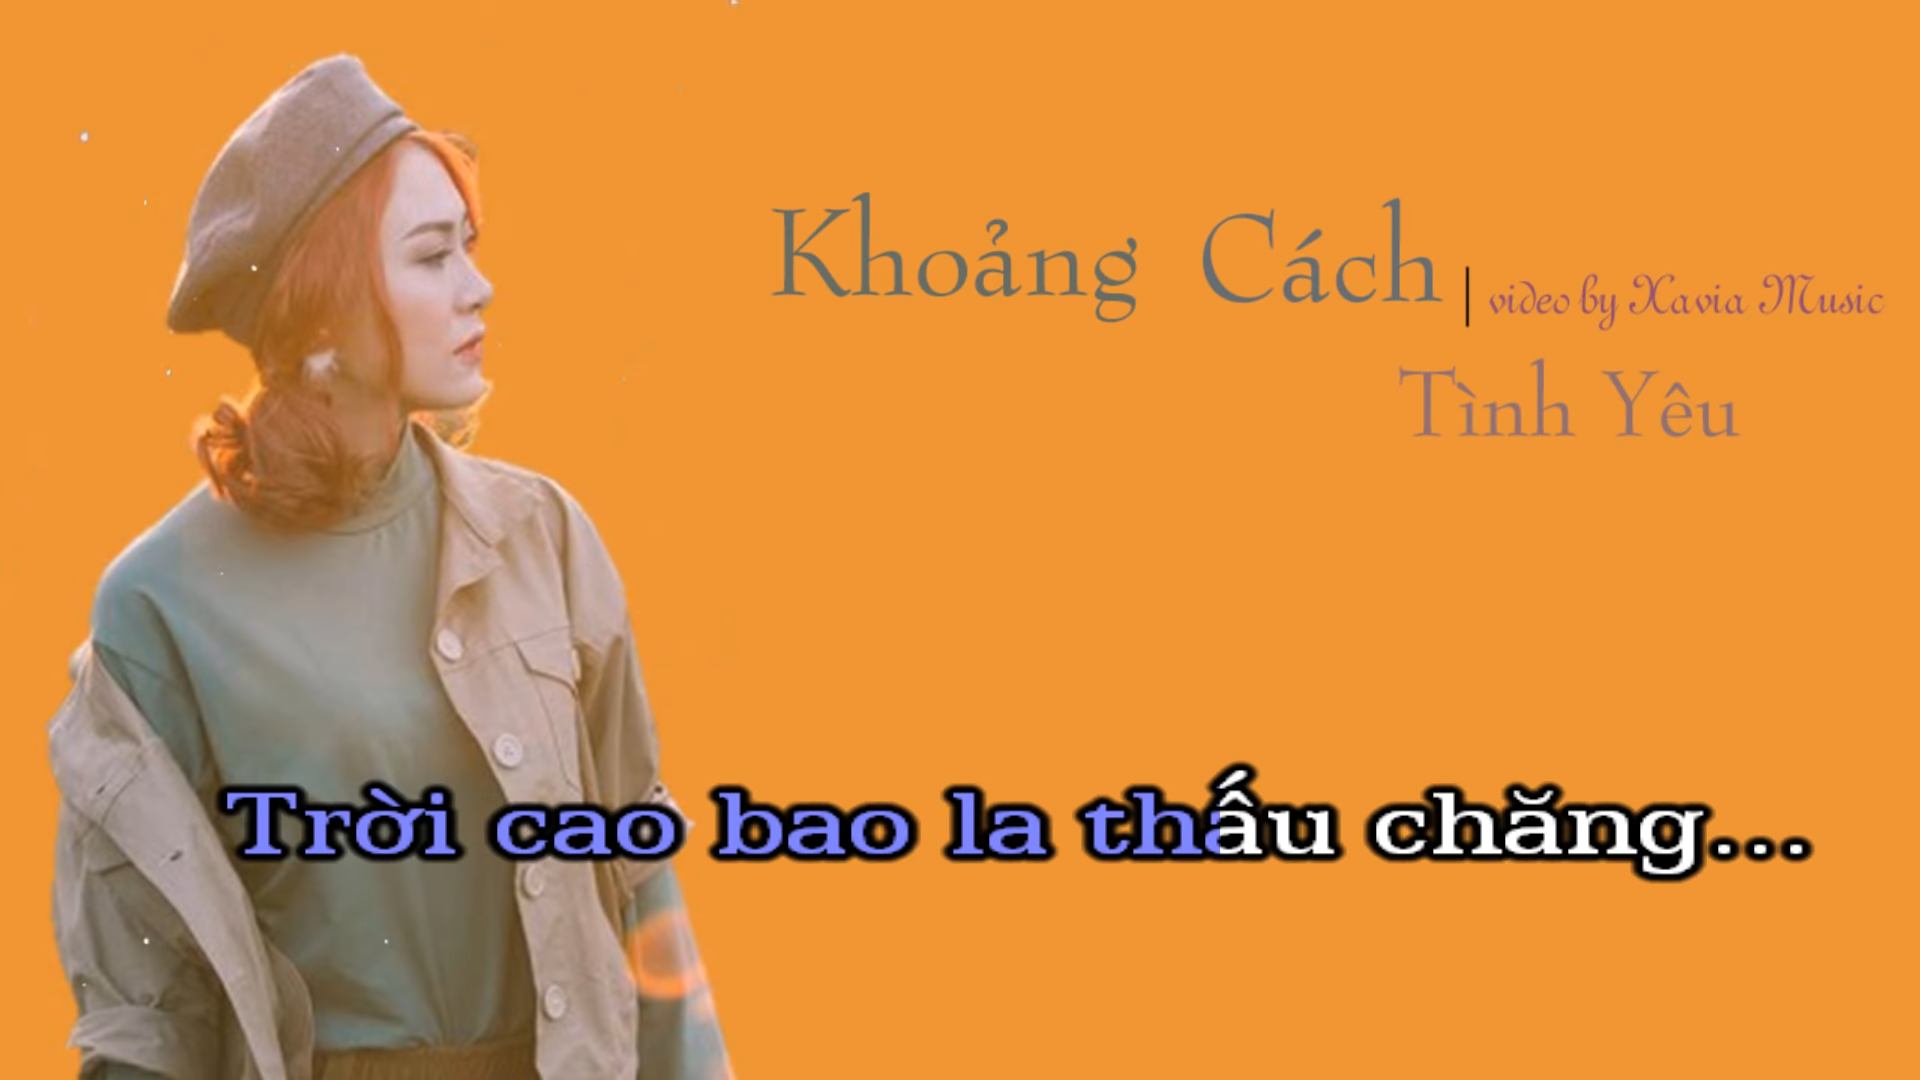 Khoảng Cách | video by Xavia Music
Tình Yêu
Trời cao bao la thấu chăng...